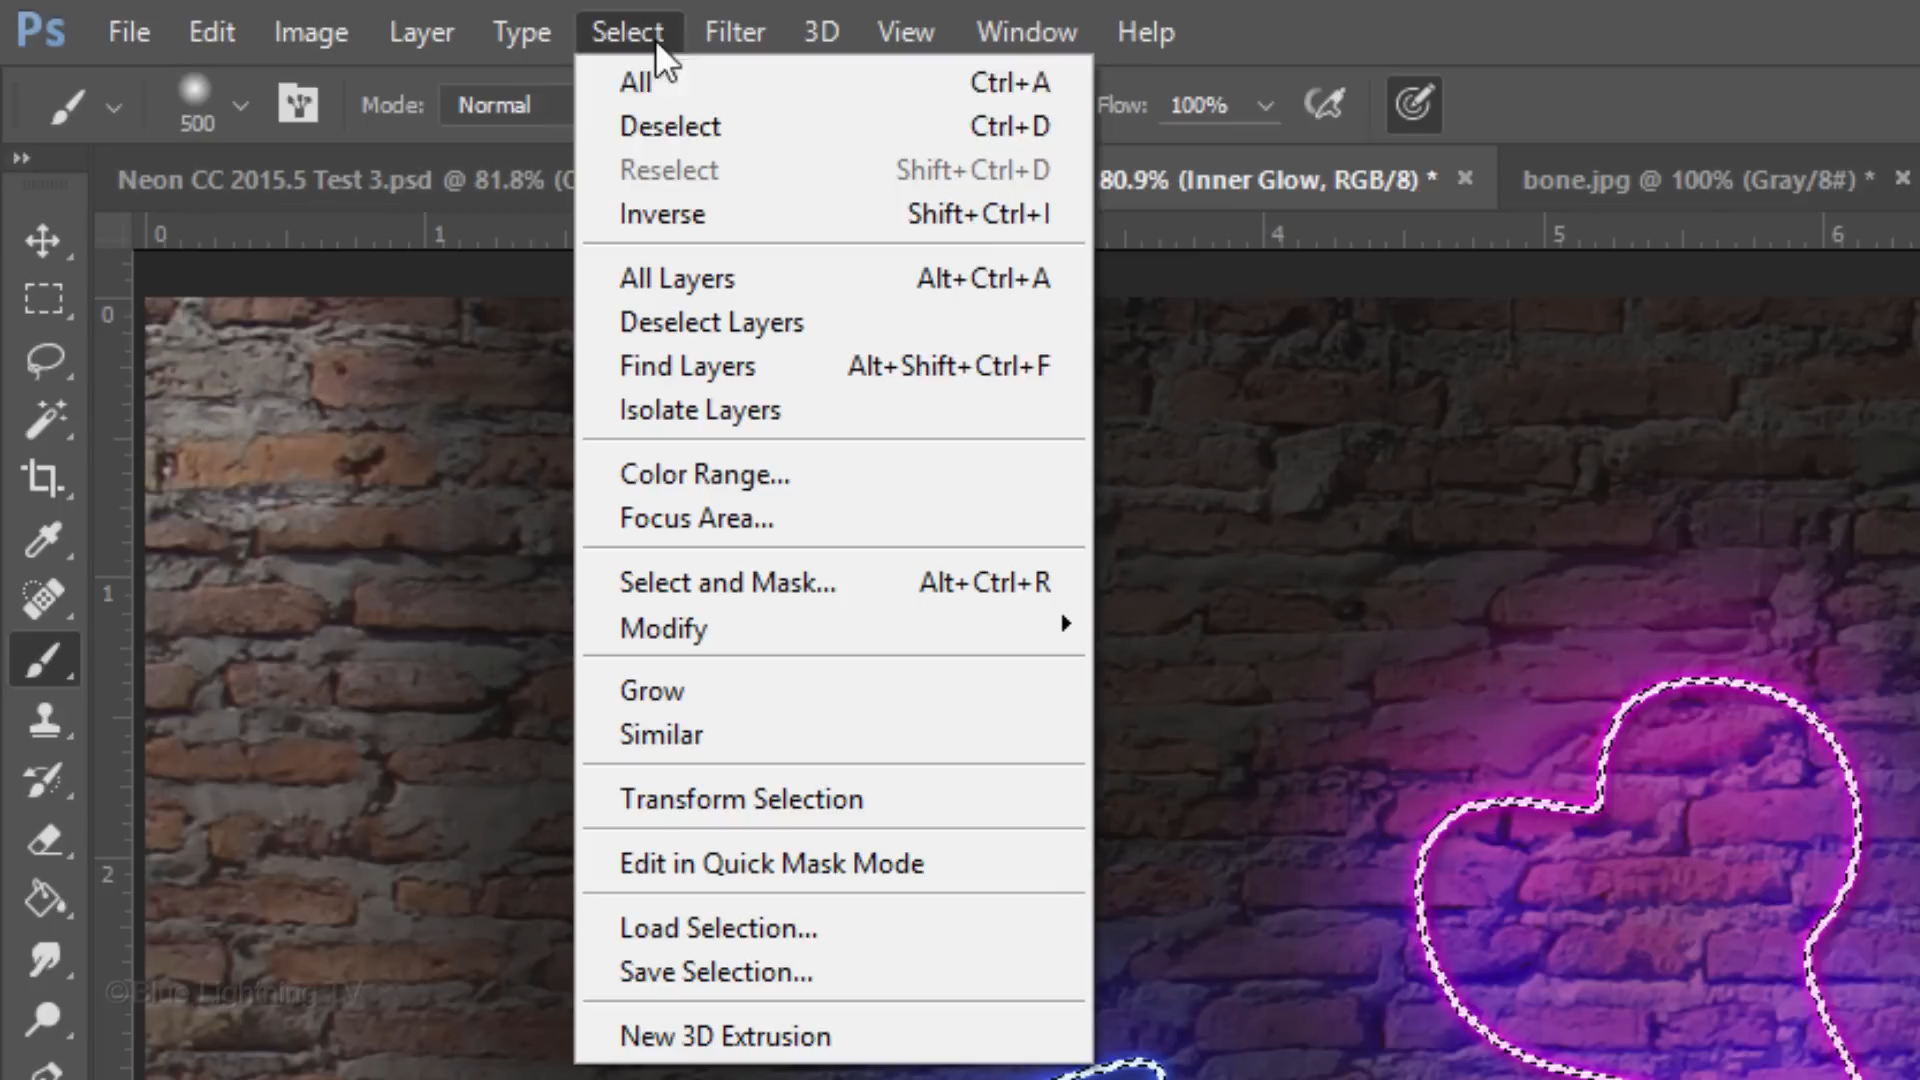 Ps File Edit Image Layer Type Select Filter 3D View Window Help
500 Mode: Normal Flow: 100%
Neon CC 2015.5 Test 3.psd @ 81.8% (C 80.9% (Inner Glow, RGB/8) * × bone.jpg @ 100% (Gray/8#) * ×
0 1 4 5 6
0
1
2
All Ctrl+A
Deselect Ctrl+D
Reselect Shift+Ctrl+D
Inverse Shift+Ctrl+I
All Layers Alt+Ctrl+A
Deselect Layers
Find Layers Alt+Shift+Ctrl+F
Isolate Layers
Color Range...
Focus Area...
Select and Mask... Alt+Ctrl+R
Modify
Grow
Similar
Transform Selection
Edit in Quick Mask Mode
Load Selection...
Save Selection...
New 3D Extrusion
©Blue Lightning TV